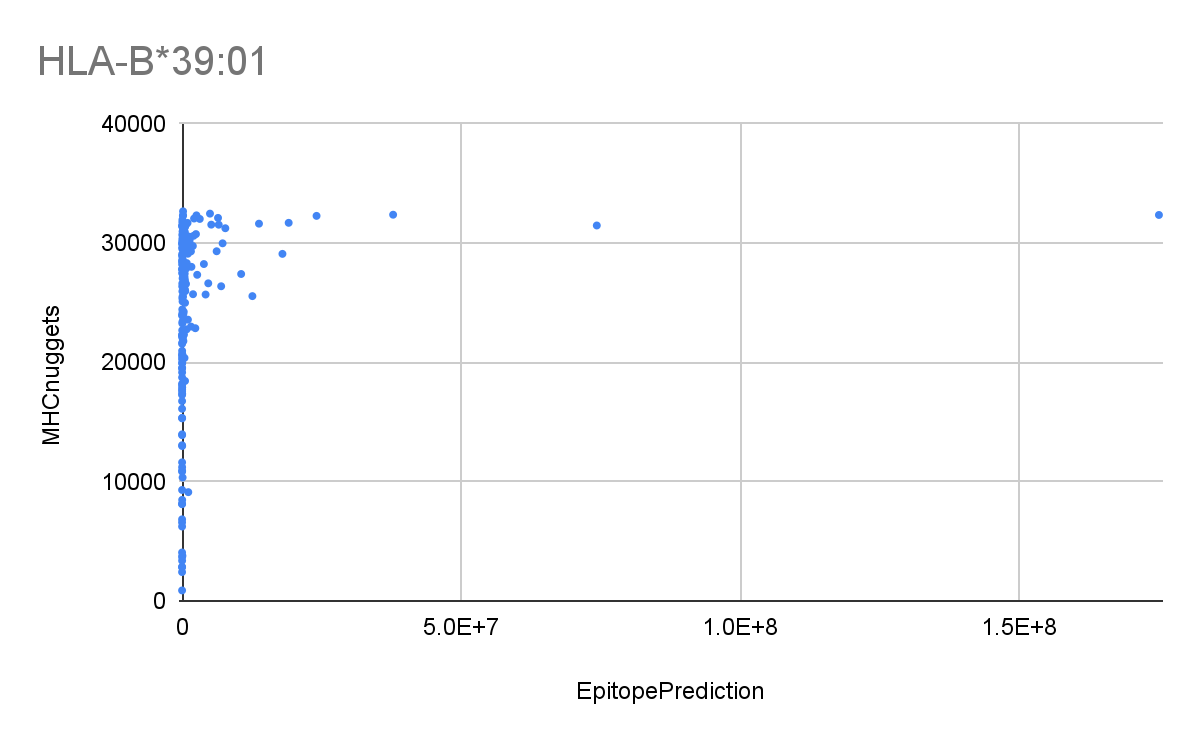 HLA-B*39:01
40000
30000
20000
10000
0
MHCnuggets
0
5.0E+7
1.0E+8
1.5E+8
EpitopePrediction